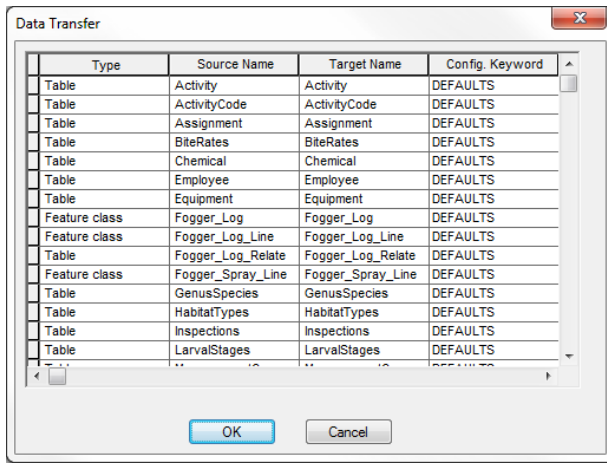 Data Transfer
Type Source Name Target Name Config. Keyword
Table Activity Activity DEFAULTS
Table ActivityCode ActivityCode DEFAULTS
Table Assignment Assignment DEFAULTS
Table BiteRates BiteRates DEFAULTS
Table Chemical Chemical DEFAULTS
Table Employee Employee DEFAULTS
Table Equipment Equipment DEFAULTS
Feature class Fogger_Log Fogger_Log DEFAULTS
Feature class Fogger_Log_Line Fogger_Log_Line DEFAULTS
Table Fogger_Log_Relate Fogger_Log_Relate DEFAULTS
Feature class Fogger_Spray_Line Fogger_Spray_Line DEFAULTS
Table GenusSpecies GenusSpecies DEFAULTS
Table HabitatTypes HabitatTypes DEFAULTS
Table Inspections Inspections DEFAULTS
Table LarvalStages LarvalStages DEFAULTS
OK Cancel